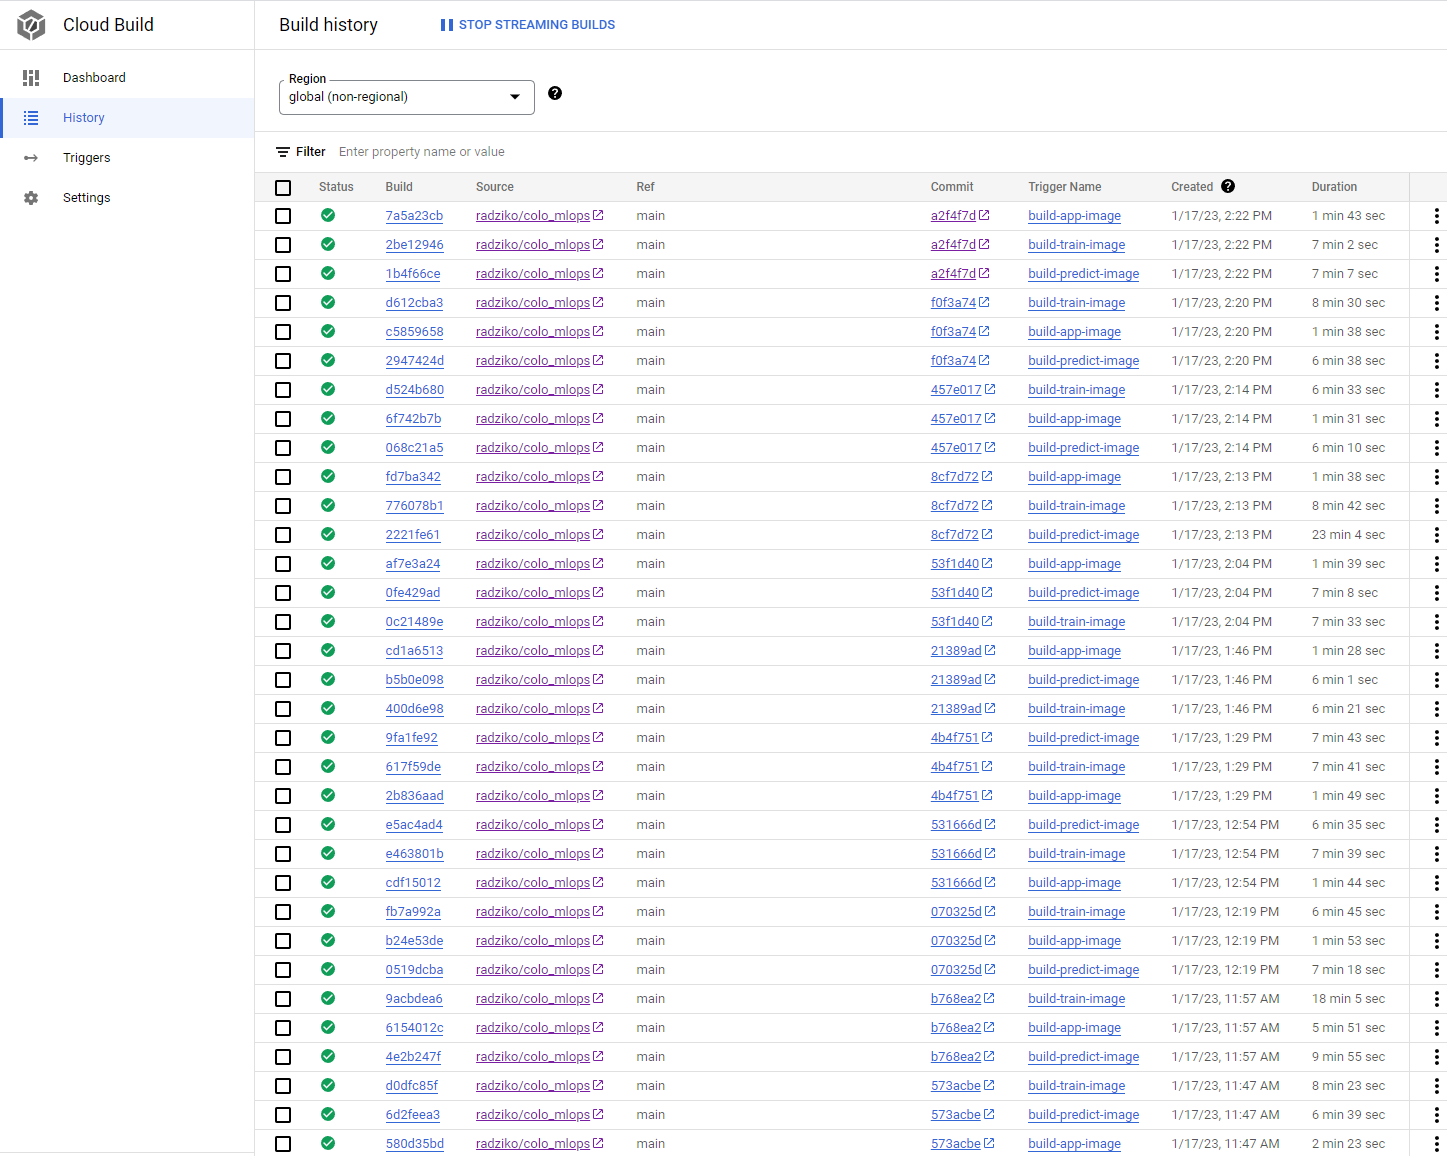 Cloud Build
Build history
STOP STREAMING BUILDS
Dashboard
History
Triggers
Settings
Region
global (non-regional)
Filter Enter property name or value
Status Build Source Ref Commit Trigger Name Created Duration
7a5a23cb radziko/colo_mlops main a2f4f7d build-app-image 1/17/23, 2:22 PM 1 min 43 sec
2be12946 radziko/colo_mlops main a2f4f7d build-train-image 1/17/23, 2:22 PM 7 min 2 sec
1b4f66ce radziko/colo_mlops main a2f4f7d build-predict-image 1/17/23, 2:22 PM 7 min 7 sec
d612cba3 radziko/colo_mlops main f0f3a74 build-train-image 1/17/23, 2:20 PM 8 min 30 sec
c5859658 radziko/colo_mlops main f0f3a74 build-app-image 1/17/23, 2:20 PM 1 min 38 sec
2947424d radziko/colo_mlops main f0f3a74 build-predict-image 1/17/23, 2:20 PM 6 min 38 sec
d524b680 radziko/colo_mlops main 457e017 build-train-image 1/17/23, 2:14 PM 6 min 33 sec
6f742b7b radziko/colo_mlops main 457e017 build-app-image 1/17/23, 2:14 PM 1 min 31 sec
068c21a5 radziko/colo_mlops main 457e017 build-predict-image 1/17/23, 2:14 PM 6 min 10 sec
fd7ba342 radziko/colo_mlops main 8cf7d72 build-app-image 1/17/23, 2:13 PM 1 min 38 sec
776078b1 radziko/colo_mlops main 8cf7d72 build-train-image 1/17/23, 2:13 PM 8 min 42 sec
2221fe61 radziko/colo_mlops main 8cf7d72 build-predict-image 1/17/23, 2:13 PM 23 min 4 sec
af7e3a24 radziko/colo_mlops main 53f1d40 build-app-image 1/17/23, 2:04 PM 1 min 39 sec
0fe429ad radziko/colo_mlops main 53f1d40 build-predict-image 1/17/23, 2:04 PM 7 min 8 sec
0c21489e radziko/colo_mlops main 53f1d40 build-train-image 1/17/23, 2:04 PM 7 min 33 sec
cd1a6513 radziko/colo_mlops main 21389ad build-app-image 1/17/23, 1:46 PM 1 min 28 sec
b5b0e098 radziko/colo_mlops main 21389ad build-predict-image 1/17/23, 1:46 PM 6 min 1 sec
400d6e98 radziko/colo_mlops main 21389ad build-train-image 1/17/23, 1:46 PM 6 min 21 sec
9fa1fe92 radziko/colo_mlops main 4b4f751 build-predict-image 1/17/23, 1:29 PM 7 min 43 sec
617f59de radziko/colo_mlops main 4b4f751 build-train-image 1/17/23, 1:29 PM 7 min 41 sec
2b836aad radziko/colo_mlops main 4b4f751 build-app-image 1/17/23, 1:29 PM 1 min 49 sec
e5ac4ad4 radziko/colo_mlops main 531666d build-predict-image 1/17/23, 12:54 PM 6 min 35 sec
e463801b radziko/colo_mlops main 531666d build-train-image 1/17/23, 12:54 PM 7 min 39 sec
cdf15012 radziko/colo_mlops main 531666d build-app-image 1/17/23, 12:54 PM 1 min 44 sec
fb7a992a radziko/colo_mlops main 070325d build-train-image 1/17/23, 12:19 PM 6 min 45 sec
b24e53de radziko/colo_mlops main 070325d build-app-image 1/17/23, 12:19 PM 1 min 53 sec
0519dcba radziko/colo_mlops main 070325d build-predict-image 1/17/23, 12:19 PM 7 min 18 sec
9acbdea6 radziko/colo_mlops main b768ea2 build-train-image 1/17/23, 11:57 AM 18 min 5 sec
6154012c radziko/colo_mlops main b768ea2 build-app-image 1/17/23, 11:57 AM 5 min 51 sec
4e2b247f radziko/colo_mlops main b768ea2 build-predict-image 1/17/23, 11:57 AM 9 min 55 sec
d0dfc85f radziko/colo_mlops main 573acbe build-train-image 1/17/23, 11:47 AM 8 min 23 sec
6d2feea3 radziko/colo_mlops main 573acbe build-predict-image 1/17/23, 11:47 AM 6 min 39 sec
580d35bd radziko/colo_mlops main 573acbe build-app-image 1/17/23, 11:47 AM 2 min 23 sec